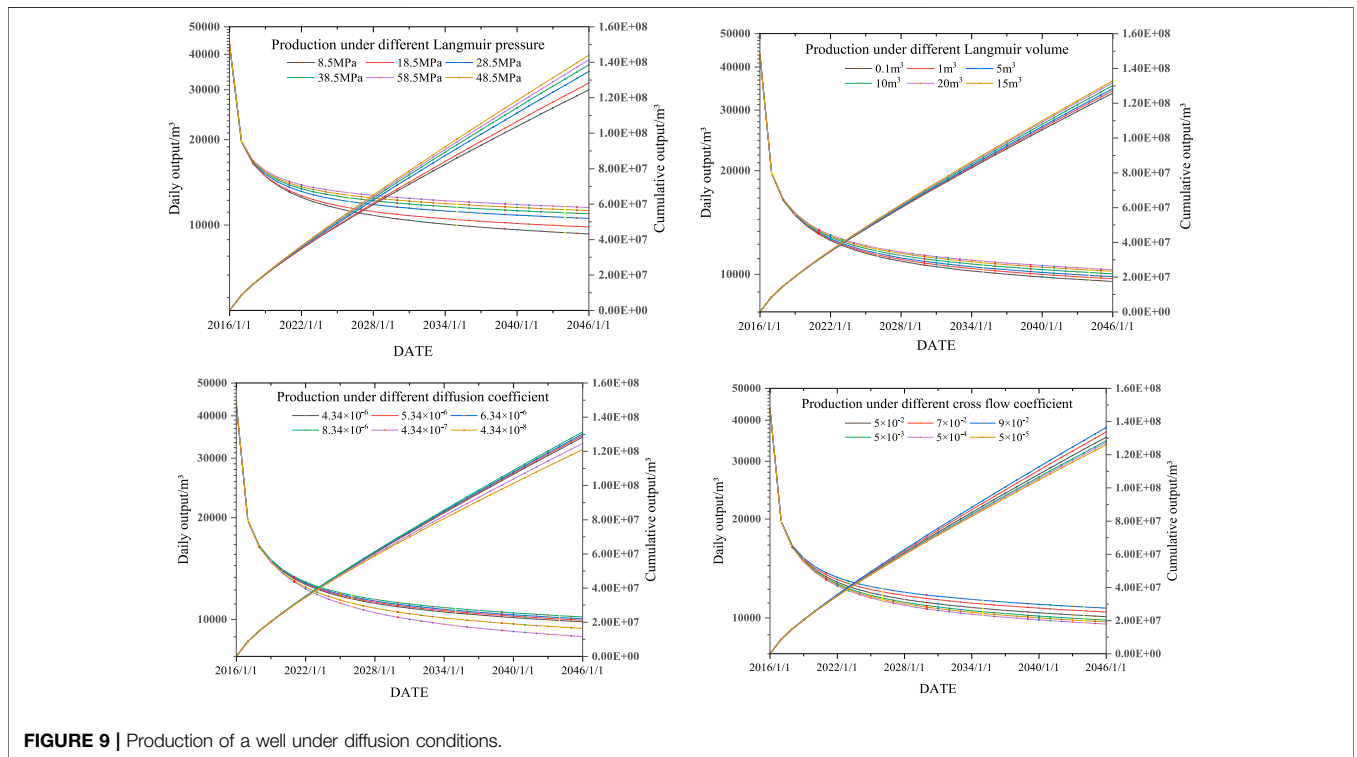 Production under different Langmuir pressure
8.5MPa 18.5MPa 28.5MPa
38.5MPa 58.5MPa 48.5MPa
Daily output/m³
50000
40000
30000
20000
10000
Cumulative output/m³
1.60E+08
1.40E+08
1.20E+08
1.00E+08
8.00E+07
6.00E+07
4.00E+07
2.00E+07
0.00E+00
2016/1/1 2022/1/1 2028/1/1 2034/1/1 2040/1/1 2046/1/1
DATE
Production under different Langmuir volume
0.1m³ 1m³ 5m³
10m³ 20m³ 15m³
Daily output/m³
50000
40000
30000
20000
10000
Cumulative output/m³
1.60E+08
1.40E+08
1.20E+08
1.00E+08
8.00E+07
6.00E+07
4.00E+07
2.00E+07
0.00E+00
2016/1/1 2022/1/1 2028/1/1 2034/1/1 2040/1/1 2046/1/1
DATE
Production under different diffusion coefficient
4.34×10⁻⁶ 5.34×10⁻⁶ 6.34×10⁻⁶
8.34×10⁻⁶ 4.34×10⁻⁷ 4.34×10⁻⁸
Daily output/m³
50000
40000
30000
20000
10000
Cumulative output/m³
1.60E+08
1.40E+08
1.20E+08
1.00E+08
8.00E+07
6.00E+07
4.00E+07
2.00E+07
0.00E+00
2016/1/1 2022/1/1 2028/1/1 2034/1/1 2040/1/1 2046/1/1
DATE
Production under different cross flow coefficient
5×10⁻² 7×10⁻² 9×10⁻²
5×10⁻³ 5×10⁻⁴ 5×10⁻⁵
Daily output/m³
50000
40000
30000
20000
10000
Cumulative output/m³
1.60E+08
1.40E+08
1.20E+08
1.00E+08
8.00E+07
6.00E+07
4.00E+07
2.00E+07
0.00E+00
2016/1/1 2022/1/1 2028/1/1 2034/1/1 2040/1/1 2046/1/1
DATE
FIGURE 9 | Production of a well under diffusion conditions.